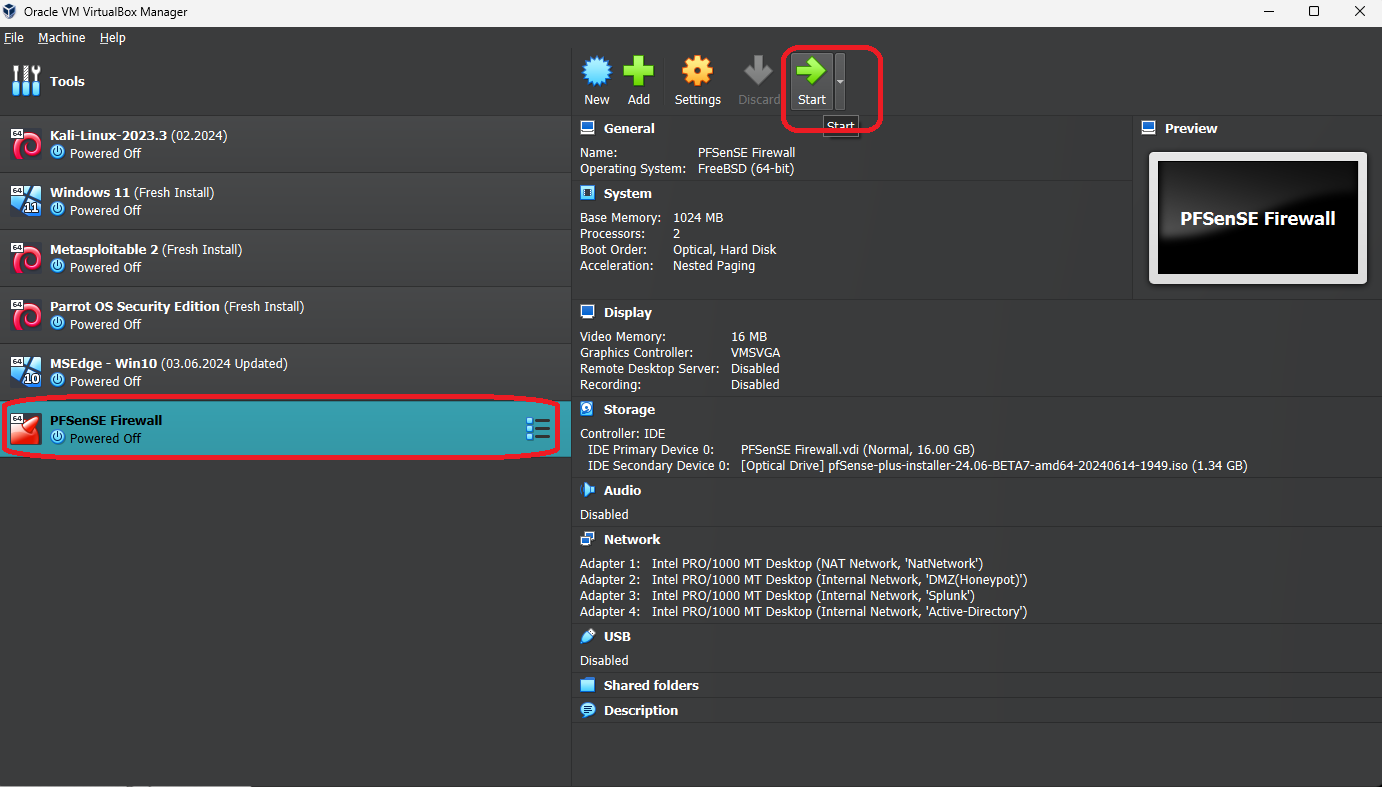 Oracle VM VirtualBox Manager
File Machine Help
Tools
New Add Settings Discard Start
Start
64
Kali-Linux-2023.3 (02.2024)
Powered Off
64
11
Windows 11 (Fresh Install)
Powered Off
64
Metasploitable 2 (Fresh Install)
Powered Off
64
Parrot OS Security Edition (Fresh Install)
Powered Off
64
10
MSEdge - Win10 (03.06.2024 Updated)
Powered Off
64
PFSenSE Firewall
Powered Off
General
Name: PFSenSE Firewall
Operating System: FreeBSD (64-bit)
System
Base Memory: 1024 MB
Processors: 2
Boot Order: Optical, Hard Disk
Acceleration: Nested Paging
Preview
PFSenSE Firewall
Display
Video Memory: 16 MB
Graphics Controller: VMSVGA
Remote Desktop Server: Disabled
Recording: Disabled
Storage
Controller: IDE
IDE Primary Device 0: PFSenSE Firewall.vdi (Normal, 16.00 GB)
IDE Secondary Device 0: [Optical Drive] pfSense-plus-installer-24.06-BETA7-amd64-20240614-1949.iso (1.34 GB)
Audio
Disabled
Network
Adapter 1: Intel PRO/1000 MT Desktop (NAT Network, 'NatNetwork')
Adapter 2: Intel PRO/1000 MT Desktop (Internal Network, 'DMZ(Honeypot)')
Adapter 3: Intel PRO/1000 MT Desktop (Internal Network, 'Splunk')
Adapter 4: Intel PRO/1000 MT Desktop (Internal Network, 'Active-Directory')
USB
Disabled
Shared folders
Description